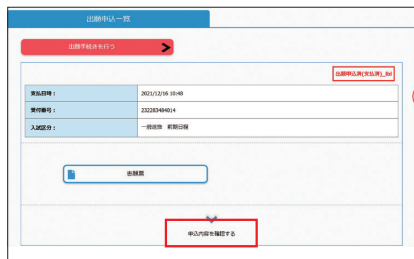 出願申込一覧
出願手続きを行う
出願申込済(支払済)_lbl
支払日時： 2021/12/16 10:48
受付番号： 232283484014
入試区分： 一般選抜 前期日程
志願票
申込内容を確認する